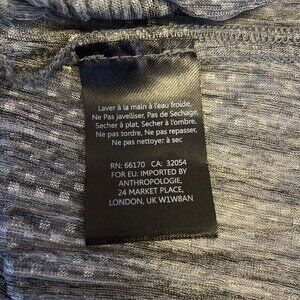 Laver à la main à l'eau froide,
Ne pas javelliser, Pas de Sechage,
Secher à plat, Secher à l'ombre,
Ne pas tordre, Ne pas repasser,
Ne pas nettoyer à sec
RN: 66170 CA: 32054
FOR EU: IMPORTED BY
ANTHROPOLOGIE,
24 MARKET PLACE,
LONDON, UK W1W8AN